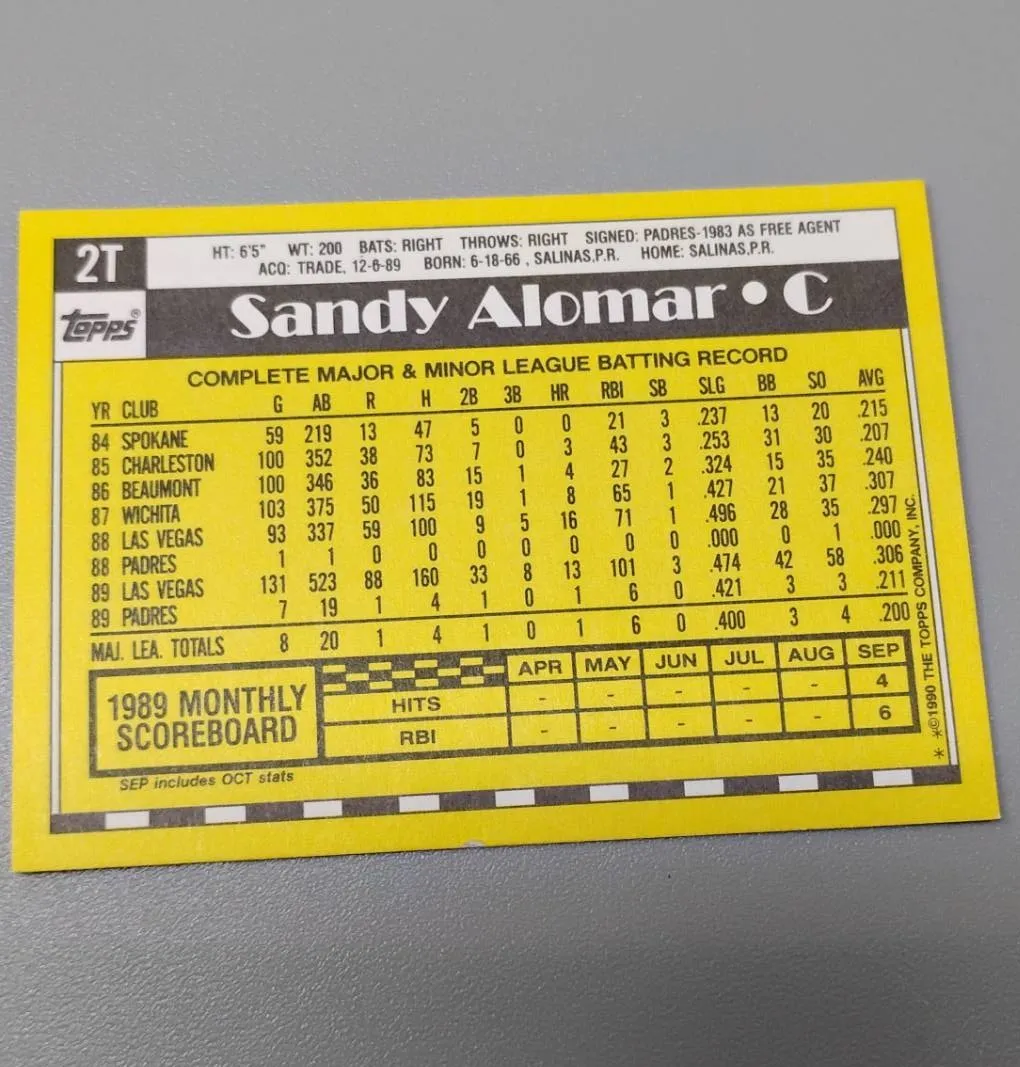 2T
HT: 6'5" WT: 200 BATS: RIGHT THROWS: RIGHT SIGNED: PADRES-1983 AS FREE AGENT
ACQ: TRADE, 12-6-89 BORN: 6-18-66 , SALINAS,P.R. HOME: SALINAS,P.R.
topps®
Sandy Alomar • C
COMPLETE MAJOR & MINOR LEAGUE BATTING RECORD
YR CLUB G AB R H 2B 3B HR RBI SB SLG BB SO AVG
84 SPOKANE 59 219 13 47 5 0 0 21 3 .237 13 20 .215
85 CHARLESTON 100 352 38 73 7 0 3 43 3 .253 31 30 .207
86 BEAUMONT 100 346 36 83 15 1 4 27 2 .324 15 35 .240
87 WICHITA 103 375 50 115 19 1 8 65 1 .427 21 37 .307
88 LAS VEGAS 93 337 59 100 9 5 16 71 1 .496 28 35 .297
88 PADRES 1 1 0 0 0 0 0 0 0 .000 0 1 .000
89 LAS VEGAS 131 523 88 160 33 8 13 101 3 .474 42 58 .306
89 PADRES 7 19 1 4 1 0 1 6 0 .421 3 3 .211
MAJ. LEA. TOTALS 8 20 1 4 1 0 1 6 0 .400 3 4 .200
1989 MONTHLY
SCOREBOARD
APR MAY JUN JUL AUG SEP
HITS - - - - - 4
RBI - - - - - 6
SEP includes OCT stats
* *©1990 THE TOPPS COMPANY, INC.